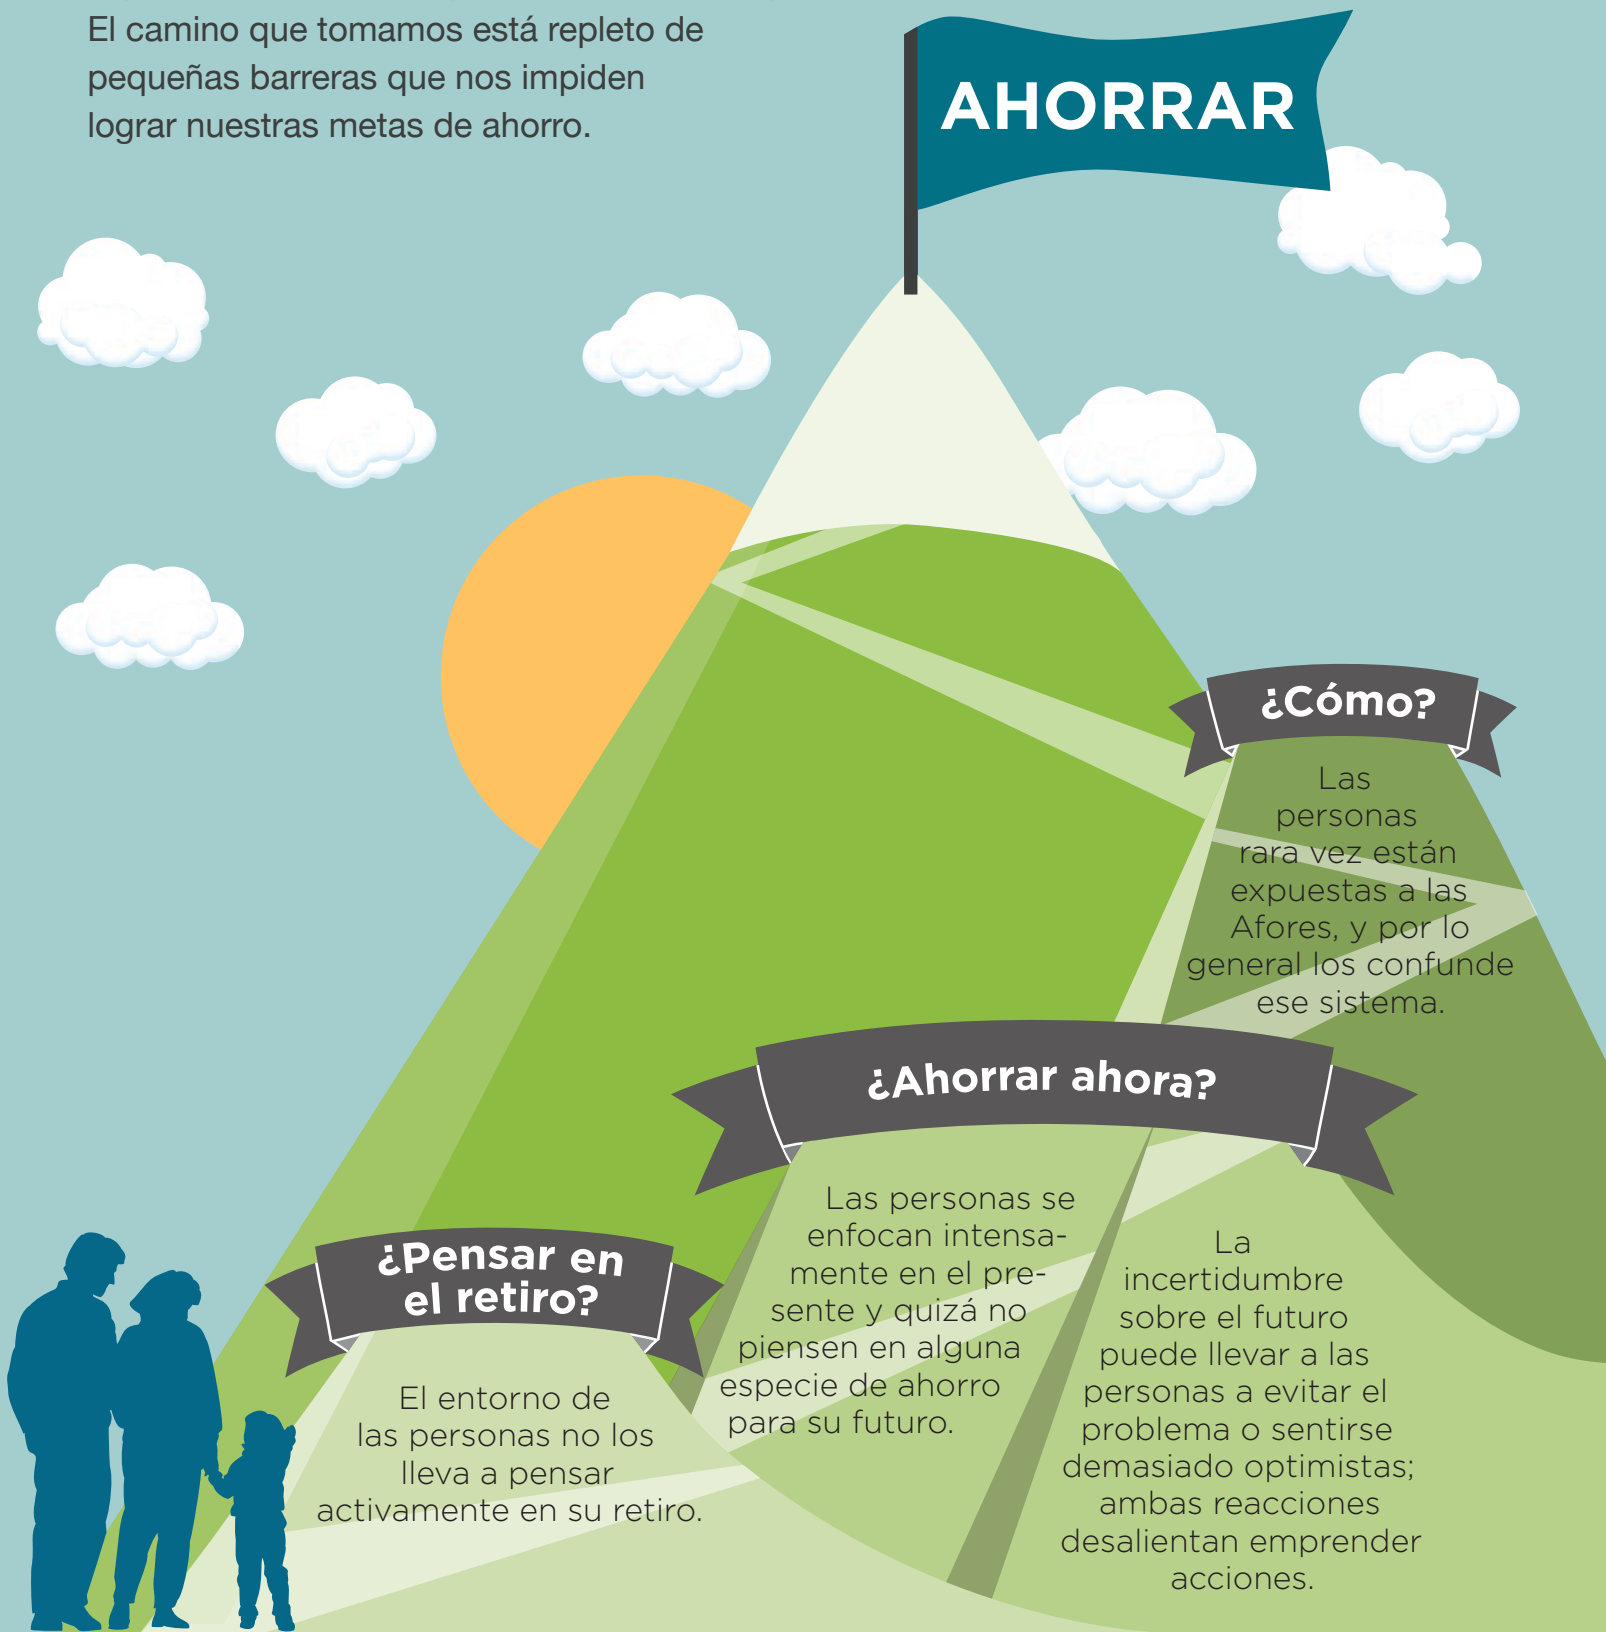 El camino que tomamos está repleto de
pequeñas barreras que nos impiden
lograr nuestras metas de ahorro.
AHORRAR
¿Cómo?
Las
personas
rara vez están
expuestas a las
Afores, y por lo
general los confunde
ese sistema.
¿Ahorrar ahora?
Las personas se
enfocan intensa-
mente en el pre-
sente y quizá no
piensen en alguna
especie de ahorro
para su futuro.
La
incertidumbre
sobre el futuro
puede llevar a las
personas a evitar el
problema o sentirse
demasiado optimistas;
ambas reacciones
desalientan emprender
acciones.
¿Pensar en
el retiro?
El entorno de
las personas no los
lleva a pensar
activamente en su retiro.